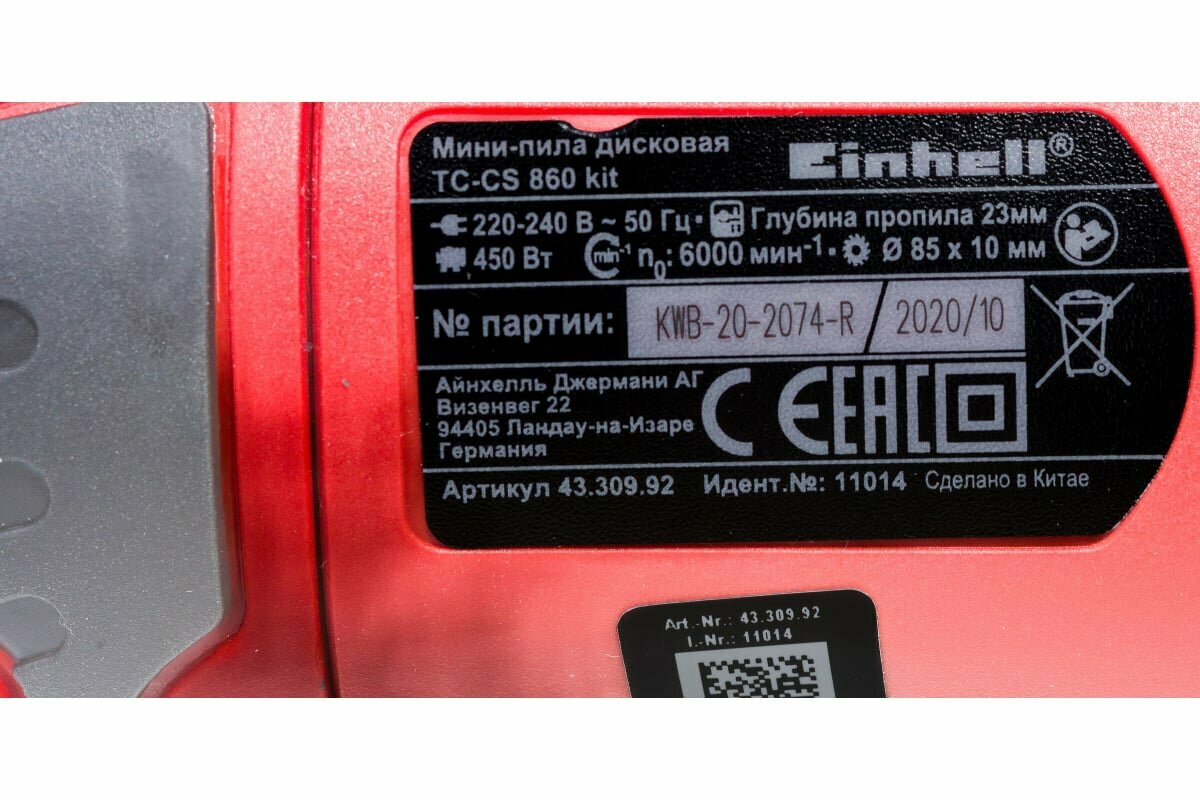 Мини-пила дисковая
TC-CS 860 kit
Einhell®
220-240 В ~ 50 Гц · Глубина пропила 23мм
450 Вт min⁻¹ n₀: 6000 мин⁻¹ · Ø 85 x 10 мм
№ партии: KWB-20-2074-R / 2020/10
Айнхелль Джермани АГ
Визенвег 22
94405 Ландау-на-Изаре
Германия
CE EAC
Артикул 43.309.92 Идент.№: 11014 Сделано в Китае
Art.-Nr.: 43.309.92
I.-Nr.: 11014